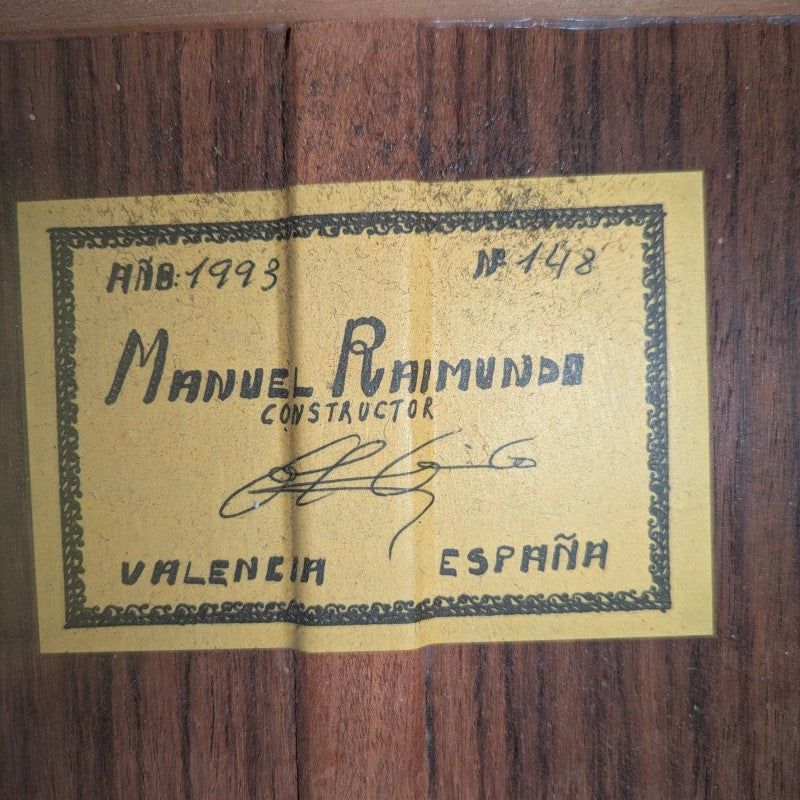 AÑO: 1993 Nº 148
MANUEL RAIMUNDO
CONSTRUCTOR
VALENCIA ESPAÑA